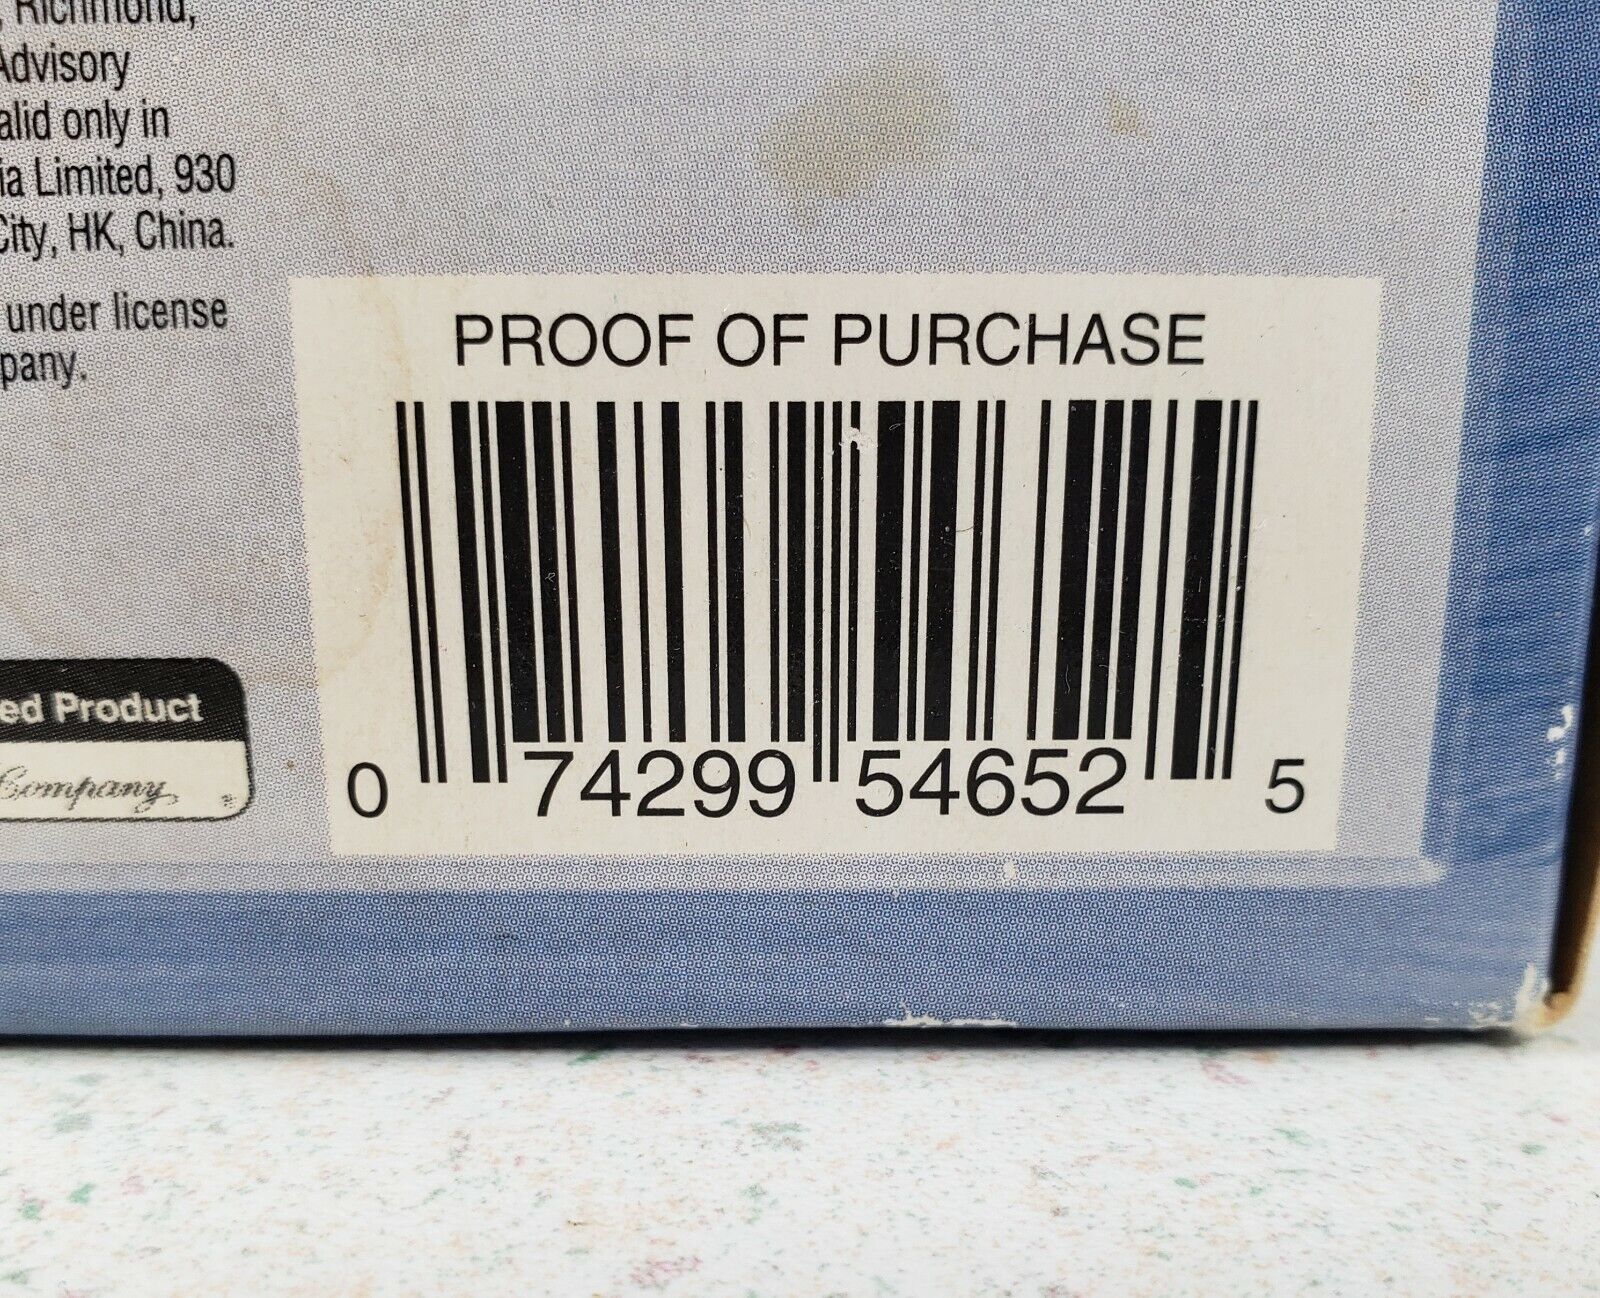 Richmond,
Advisory
alid only in
ia Limited, 930
City, HK, China.
under license
pany.
PROOF OF PURCHASE
0 74299 54652 5
ed Product
Company